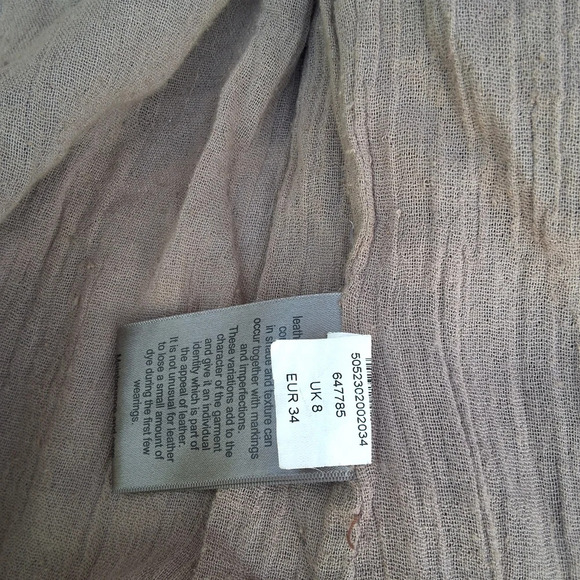 leath
co
in shade and texture can
occur together with markings
and imperfections.
These variations add to the
character of the garment
and give it an individual
identity which is part of
the appeal of leather.
It is not unusual for leather
to lose a small amount of
dye during the first few
wearings.
5052302002034
647785
UK 8
EUR 34